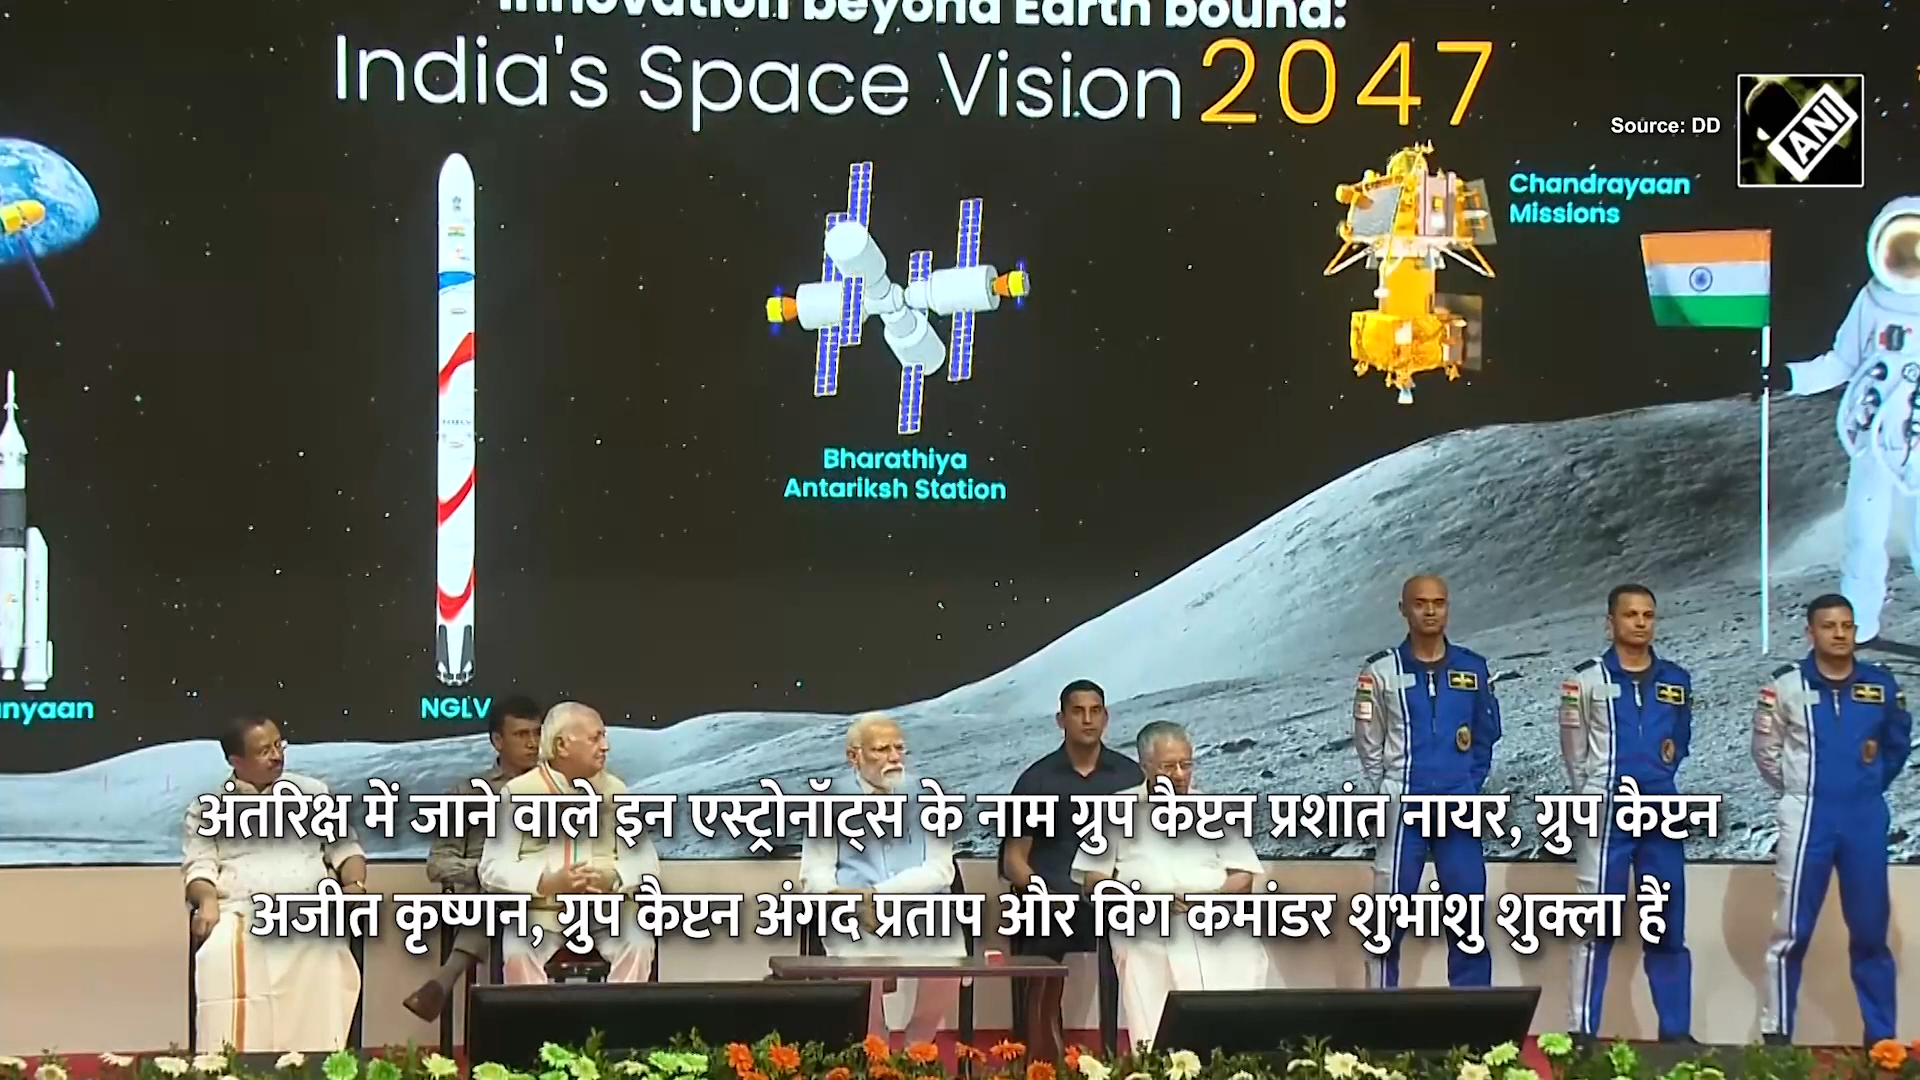 Innovation beyond Earth bound:
India's Space Vision 2047
Source: DD
ANI
Chandrayaan
Missions
Bharathiya
Antariksh Station
NGLV
अंतरिक्ष में जाने वाले इन एस्ट्रोनॉट्स के नाम ग्रुप कैप्टन प्रशांत नायर, ग्रुप कैप्टन
अजीत कृष्णन, ग्रुप कैप्टन अंगद प्रताप और विंग कमांडर शुभांशु शुक्ला हैं